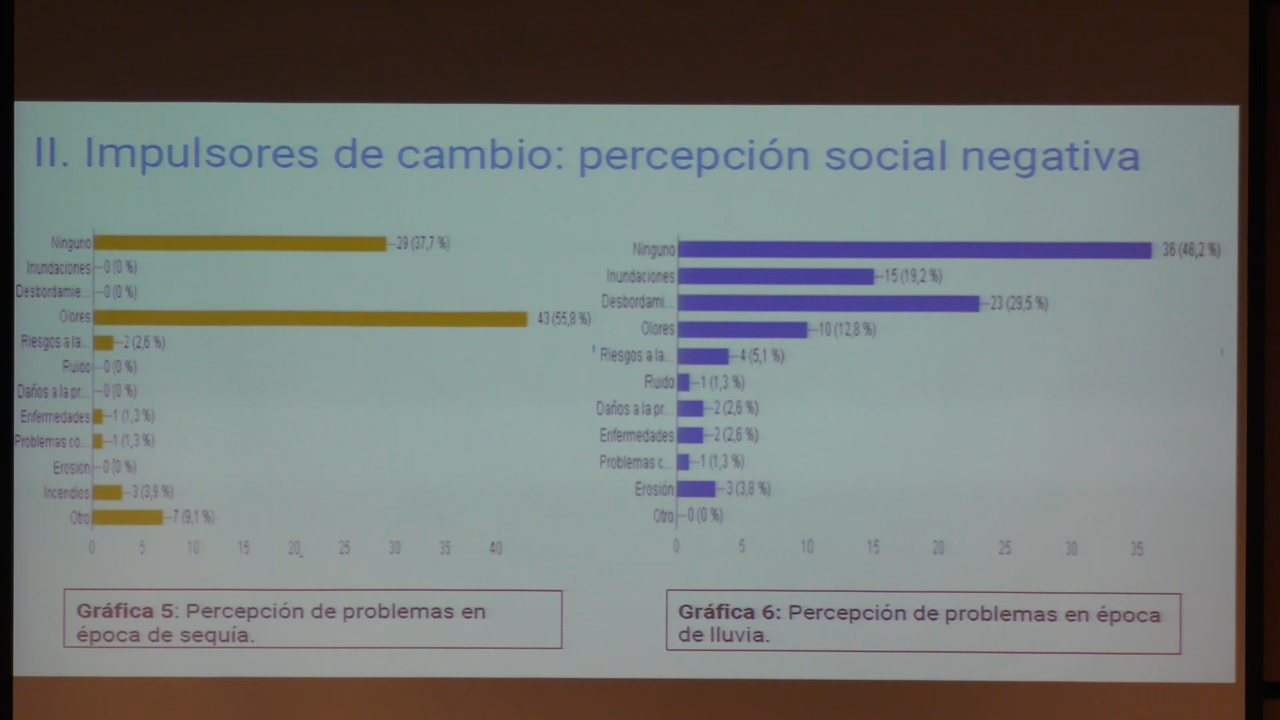 II. Impulsores de cambio: percepción social negativa
Ninguno 29 (37,7 %)
Inundaciones 0 (0 %)
Desbordamie... 0 (0 %)
Olores 43 (55,8 %)
Riesgos a la... 2 (2,6 %)
Ruido 0 (0 %)
Daños a la pr... 0 (0 %)
Enfermedades 1 (1,3 %)
Problemas co... 1 (1,3 %)
Erosión 0 (0 %)
Incendios 3 (3,9 %)
Otro 7 (9,1 %)
0 5 10 15 20 25 30 35 40
Gráfica 5: Percepción de problemas en
época de sequía.
Ninguno 36 (46,2 %)
Inundaciones 15 (19,2 %)
Desbordami... 23 (29,5 %)
Olores 10 (12,8 %)
Riesgos a la... 4 (5,1 %)
Ruido 1 (1,3 %)
Daños a la pr... 2 (2,6 %)
Enfermedades 2 (2,6 %)
Problemas c... 1 (1,3 %)
Erosión 3 (3,8 %)
Otro 0 (0 %)
0 5 10 15 20 25 30 35
Gráfica 6: Percepción de problemas en época
de lluvia.